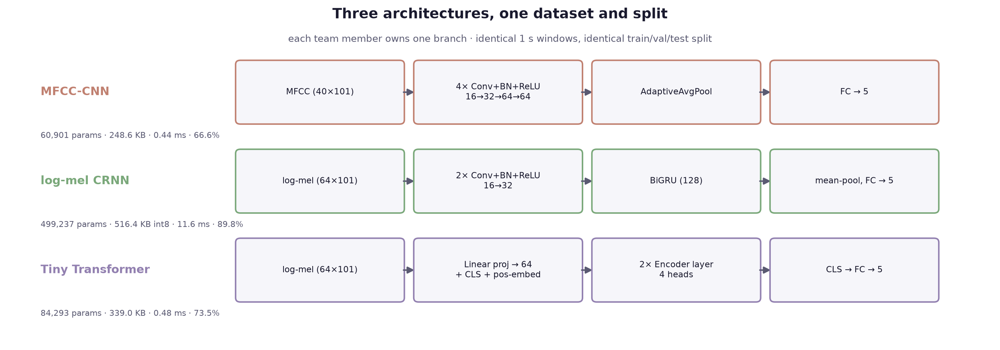 Three architectures, one dataset and split
each team member owns one branch · identical 1 s windows, identical train/val/test split
MFCC-CNN
MFCC (40×101)
4× Conv+BN+ReLU
16→32→64→64
AdaptiveAvgPool
FC → 5
60,901 params · 248.6 KB · 0.44 ms · 66.6%
log-mel CRNN
log-mel (64×101)
2× Conv+BN+ReLU
16→32
BiGRU (128)
mean-pool, FC → 5
499,237 params · 516.4 KB int8 · 11.6 ms · 89.8%
Tiny Transformer
log-mel (64×101)
Linear proj → 64
+ CLS + pos-embed
2× Encoder layer
4 heads
CLS → FC → 5
84,293 params · 339.0 KB · 0.48 ms · 73.5%